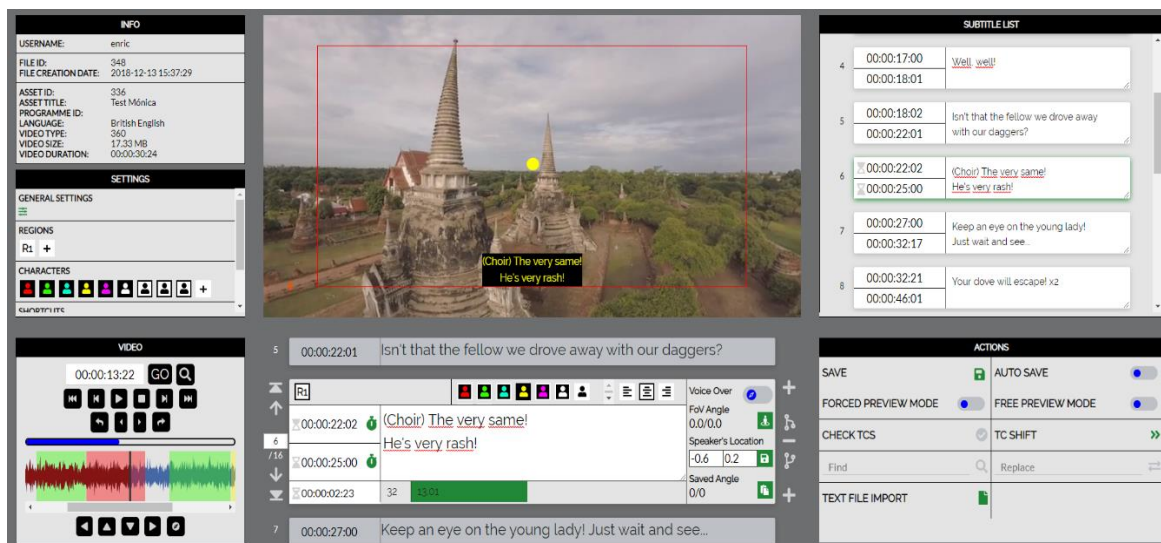 INFO
USERNAME: enric
FILE ID: 348
FILE CREATION DATE: 2018-12-13 15:37:29
ASSET ID: 336
ASSET TITLE: Test Mónica
PROGRAMME ID:
LANGUAGE: British English
VIDEO TYPE: 360
VIDEO SIZE: 17.33 MB
VIDEO DURATION: 00:00:30:24
SETTINGS
GENERAL SETTINGS
REGIONS
R1 +
CHARACTERS
+
SHORTCUTS
(Choir) The very same!
He's very rash!
SUBTITLE LIST
4 00:00:17:00 Well, well!
00:00:18:01
5 00:00:18:02 Isn't that the fellow we drove away
00:00:22:01 with our daggers?
6 00:00:22:02 (Choir) The very same!
00:00:25:00 He's very rash!
7 00:00:27:00 Keep an eye on the young lady!
00:00:32:17 Just wait and see...
8 00:00:32:21 Your dove will escape! x2
00:00:46:01
VIDEO
00:00:13:22 GO
5 00:00:22:01 Isn't that the fellow we drove away with our daggers?
R1 Voice Over
FoV Angle
0.0/0.0
00:00:22:02 (Choir) The very same!
He's very rash!
6
/16
00:00:25:00
Speaker's Location
-0.6 0.2
Saved Angle
0/0
00:00:02:23 32 13.01
7 00:00:27:00 Keep an eye on the young lady! Just wait and see...
ACTIONS
SAVE AUTO SAVE
FORCED PREVIEW MODE FREE PREVIEW MODE
CHECK TCS TC SHIFT
Find Replace
TEXT FILE IMPORT